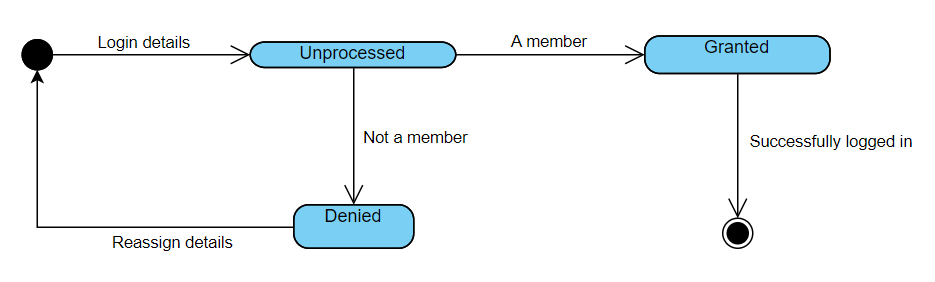 Login details
Unprocessed
A member
Granted
Not a member
Successfully logged in
Denied
Reassign details